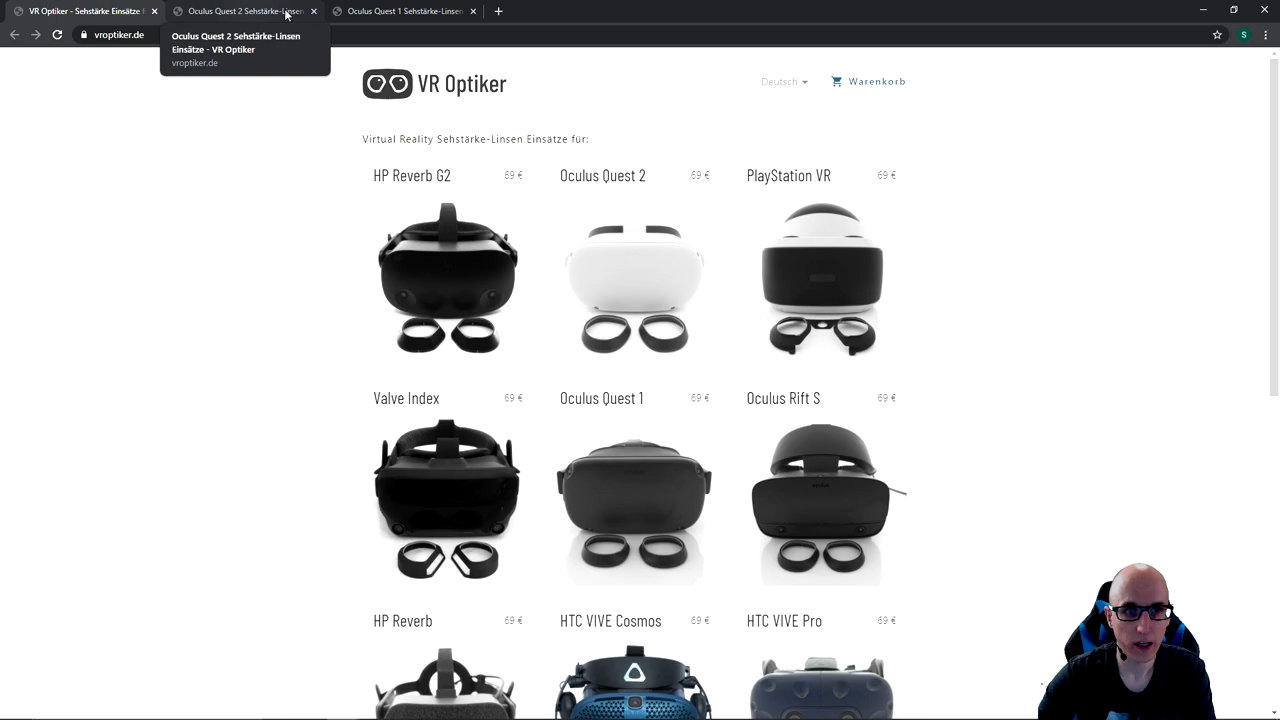 VR Optiker - Sehstärke Einsätze f
Oculus Quest 2 Sehstärke-Linsen
Oculus Quest 1 Sehstärke-Linsen
vroptiker.de
S
Oculus Quest 2 Sehstärke-Linsen
Einsätze - VR Optiker
vroptiker.de
VR Optiker
Deutsch
Warenkorb
Virtual Reality Sehstärke-Linsen Einsätze für:
HP Reverb G2 69 €
Oculus Quest 2 69 €
PlayStation VR 69 €
Valve Index 69 €
Oculus Quest 1 69 €
Oculus Rift S 69 €
HP Reverb 69 €
HTC VIVE Cosmos 69 €
HTC VIVE Pro 69 €